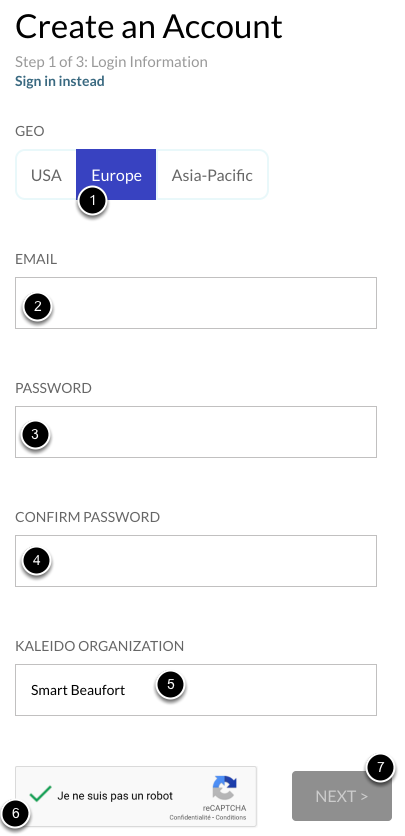 Create an Account
Step 1 of 3: Login Information
Sign in instead
GEO
USA Europe Asia-Pacific
1
EMAIL
2
PASSWORD
3
CONFIRM PASSWORD
4
KALEIDO ORGANIZATION
Smart Beaufort 5
7
NEXT >
Je ne suis pas un robot
reCAPTCHA
Confidentialité - Conditions
6